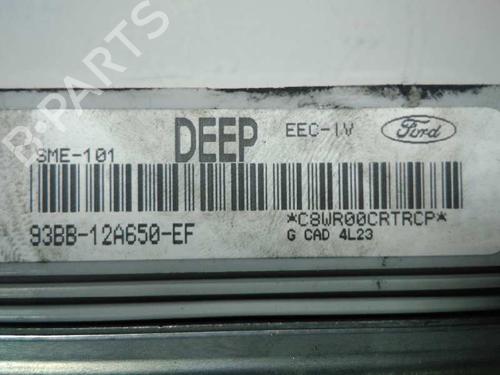 B-PARTS
SME-101 DEEP EEC-IV Ford
*C8WR00CRTRCP*
93BB-12A650-EF G CAD 4L23